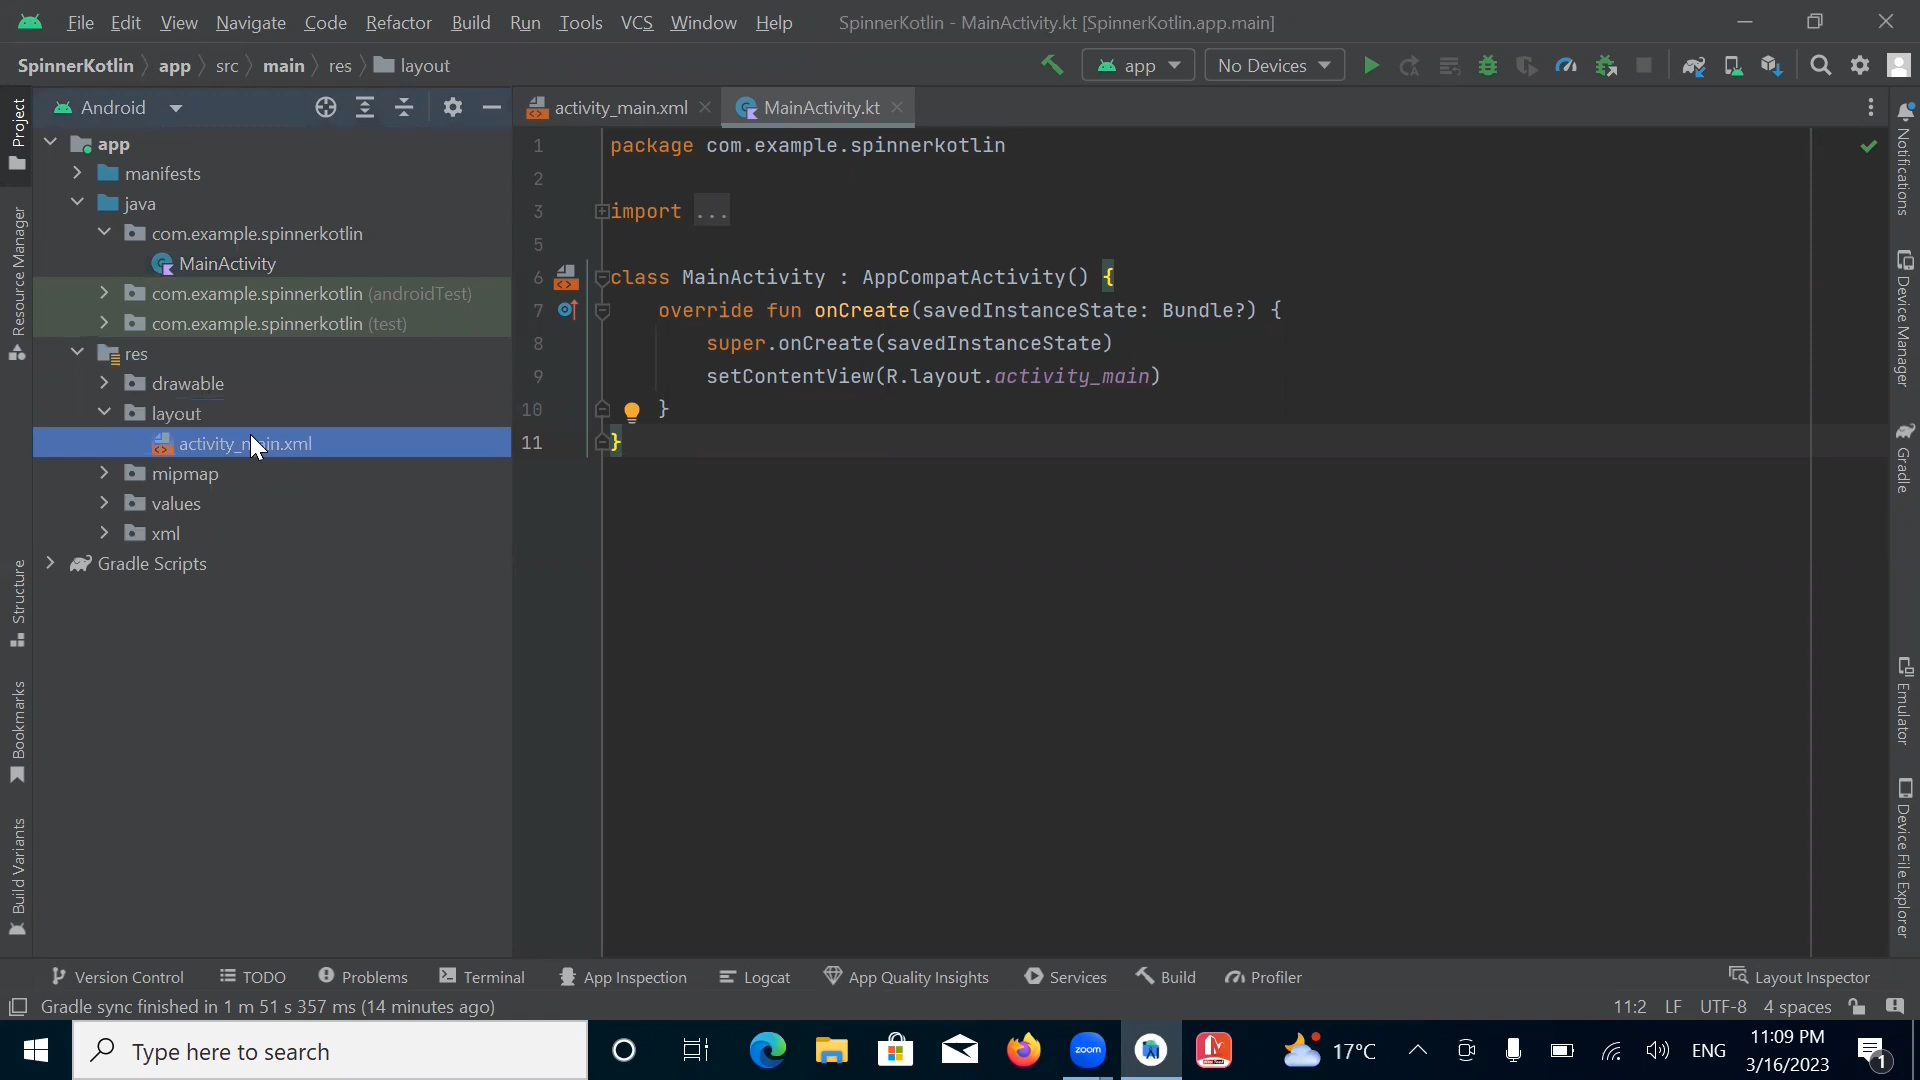 File Edit View Navigate Code Refactor Build Run Tools VCS Window Help SpinnerKotlin - MainActivity.kt [SpinnerKotlin.app.main]
SpinnerKotlin app src main res layout app No Devices
Project
Android
activity_main.xml MainActivity.kt
app
manifests
java
com.example.spinnerkotlin
MainActivity
com.example.spinnerkotlin (androidTest)
com.example.spinnerkotlin (test)
res
drawable
layout
activity_main.xml
mipmap
values
xml
Gradle Scripts
Resource Manager
Structure
Bookmarks
Build Variants
1 package com.example.spinnerkotlin
2
3 import ...
5
6 class MainActivity : AppCompatActivity() {
7 override fun onCreate(savedInstanceState: Bundle?) {
8 super.onCreate(savedInstanceState)
9 setContentView(R.layout.activity_main)
10 }
11 }
Notifications
Device Manager
Gradle
Emulator
Device File Explorer
Version Control TODO Problems Terminal App Inspection Logcat App Quality Insights Services Build Profiler Layout Inspector
Gradle sync finished in 1 m 51 s 357 ms (14 minutes ago) 11:2 LF UTF-8 4 spaces
Type here to search zoom 17°C ENG 11:09 PM
3/16/2023 1